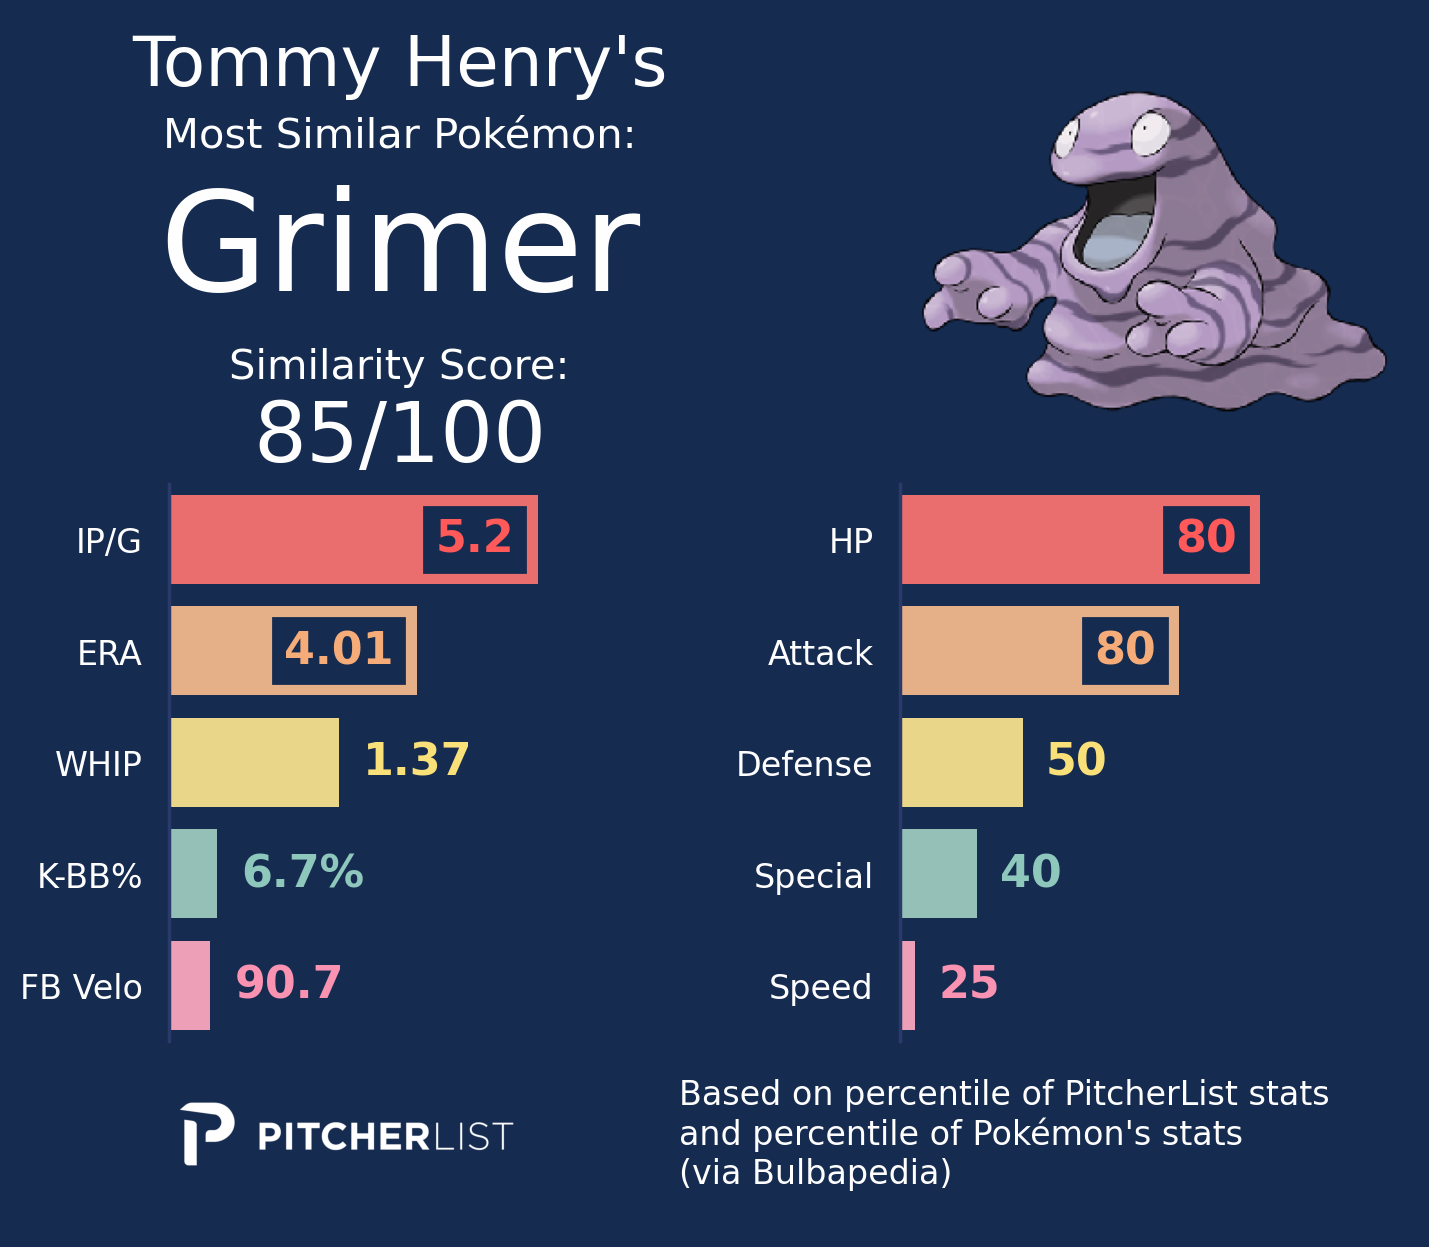 Tommy Henry's
Most Similar Pokémon:
Grimer
Similarity Score:
85/100
IP/G 5.2
ERA 4.01
WHIP 1.37
K-BB% 6.7%
FB Velo 90.7
HP 80
Attack 80
Defense 50
Special 40
Speed 25
PITCHERLIST
Based on percentile of PitcherList stats
and percentile of Pokémon's stats
(via Bulbapedia)